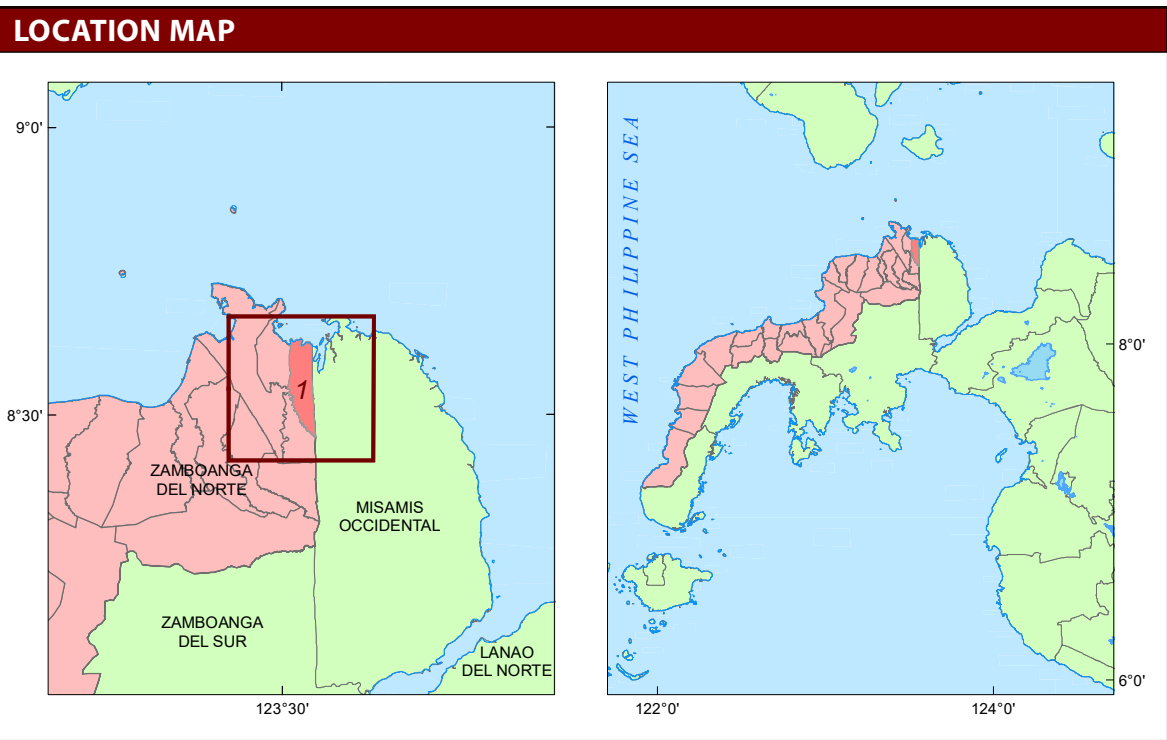 LOCATION MAP
9°0'
8°30'
123°30'
1
ZAMBOANGA
DEL NORTE
MISAMIS
OCCIDENTAL
ZAMBOANGA
DEL SUR
LANAO
DEL NORTE
WEST PHILIPPINE SEA
8°0'
6°0'
122°0'
124°0'